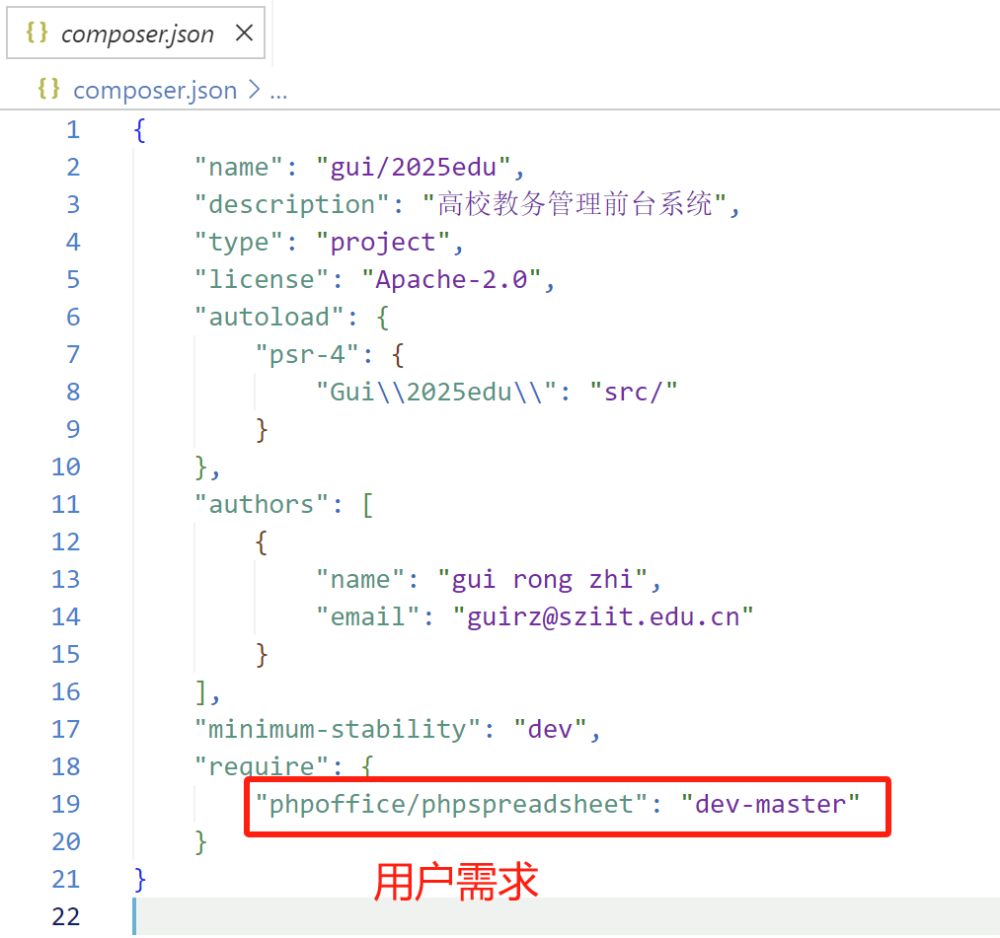 {} composer.json ×
{} composer.json > ...
1 {
2 "name": "gui/2025edu",
3 "description": "高校教务管理前台系统",
4 "type": "project",
5 "license": "Apache-2.0",
6 "autoload": {
7 "psr-4": {
8 "Gui\\2025edu\\": "src/"
9 }
10 },
11 "authors": [
12 {
13 "name": "gui rong zhi",
14 "email": "guirz@sziit.edu.cn"
15 }
16 ],
17 "minimum-stability": "dev",
18 "require": {
19 "phpoffice/phpspreadsheet": "dev-master"
20 }
21 }
用户需求
22